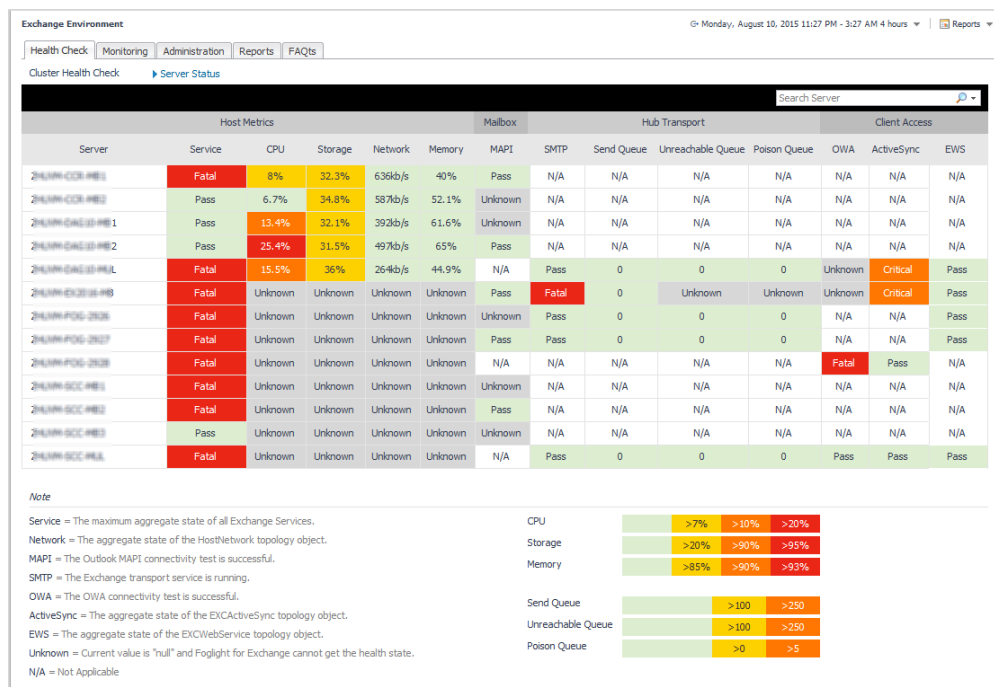 Exchange Environment
Monday, August 10, 2015 11:27 PM - 3:27 AM 4 hours
Reports
Health Check Monitoring Administration Reports FAQts
Cluster Health Check Server Status
Search Server
Host Metrics Mailbox Hub Transport Client Access
Server Service CPU Storage Network Memory MAPI SMTP Send Queue Unreachable Queue Poison Queue OWA ActiveSync EWS
Fatal 8% 32.3% 636kb/s 40% Pass N/A N/A N/A N/A N/A N/A N/A
Pass 6.7% 34.8% 587kb/s 52.1% Unknown N/A N/A N/A N/A N/A N/A N/A
Pass 13.4% 32.1% 392kb/s 61.6% Unknown N/A N/A N/A N/A N/A N/A N/A
Pass 25.4% 31.5% 497kb/s 65% Pass N/A N/A N/A N/A N/A N/A N/A
Fatal 15.5% 36% 264kb/s 44.9% N/A Pass 0 0 0 Unknown Critical Pass
Fatal Unknown Unknown Unknown Unknown Pass Fatal 0 Unknown Unknown Unknown Critical Pass
Fatal Unknown Unknown Unknown Unknown Unknown Pass 0 0 0 N/A N/A Pass
Fatal Unknown Unknown Unknown Unknown Pass Pass 0 0 0 N/A N/A Pass
Fatal Unknown Unknown Unknown Unknown N/A N/A N/A N/A N/A Fatal Pass N/A
Fatal Unknown Unknown Unknown Unknown Unknown N/A N/A N/A N/A N/A N/A N/A
Fatal Unknown Unknown Unknown Unknown Pass N/A N/A N/A N/A N/A N/A N/A
Pass Unknown Unknown Unknown Unknown Unknown N/A N/A N/A N/A N/A N/A N/A
Fatal Unknown Unknown Unknown Unknown N/A Pass 0 0 0 Pass Pass Pass
Note
Service = The maximum aggregate state of all Exchange Services.
Network = The aggregate state of the HostNetwork topology object.
MAPI = The Outlook MAPI connectivity test is successful.
SMTP = The Exchange transport service is running.
OWA = The OWA connectivity test is successful.
ActiveSync = The aggregate state of the EXCActiveSync topology object.
EWS = The aggregate state of the EXCWebService topology object.
Unknown = Current value is "null" and Foglight for Exchange cannot get the health state.
N/A = Not Applicable
CPU >7% >10% >20%
Storage >20% >90% >95%
Memory >85% >90% >93%
Send Queue >100 >250
Unreachable Queue >100 >250
Poison Queue >0 >5